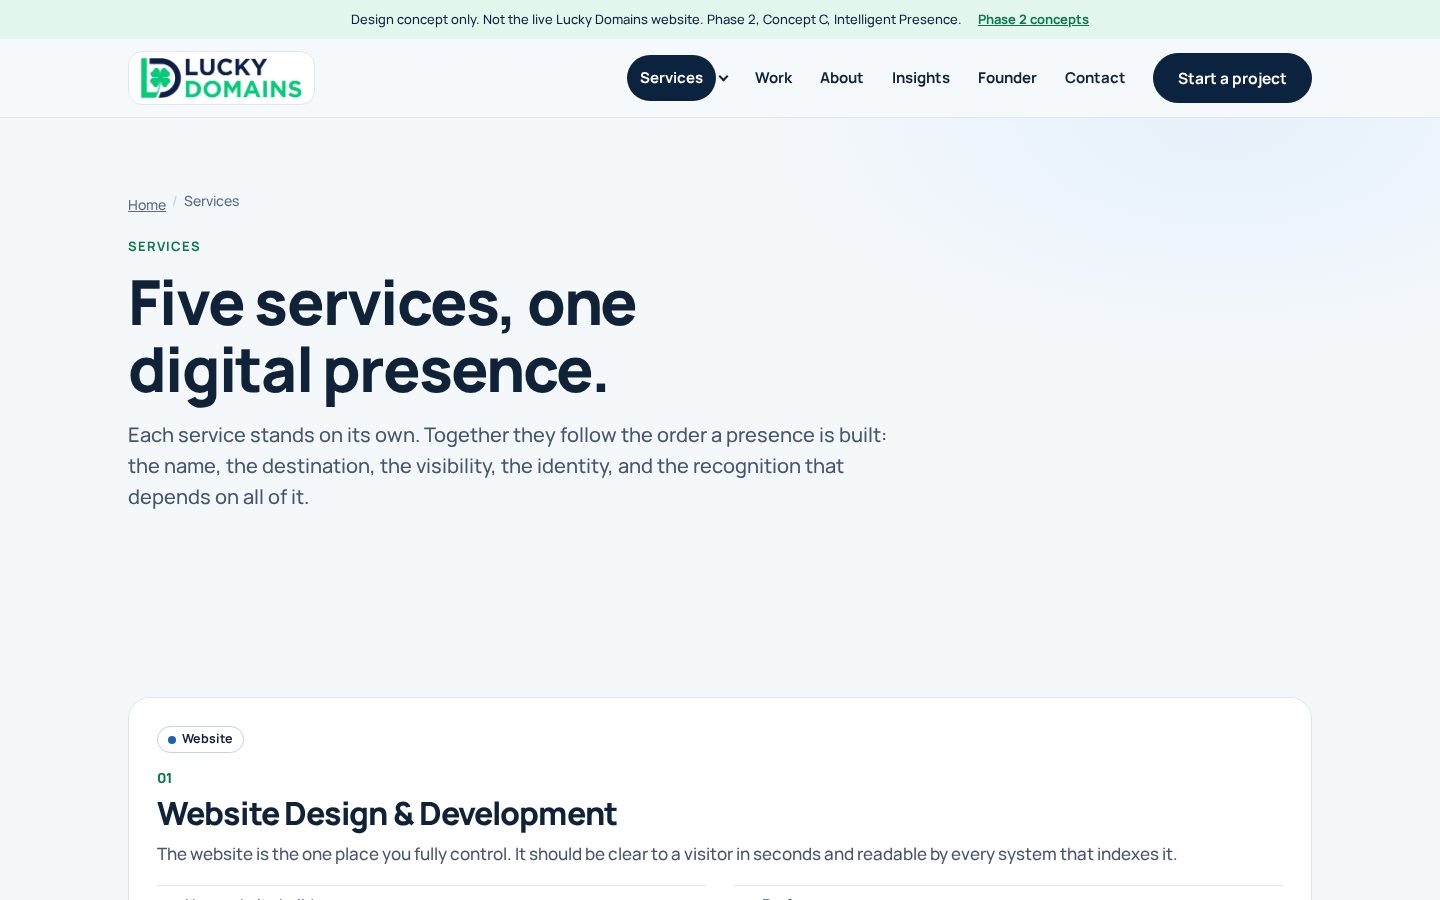 Design concept only. Not the live Lucky Domains website. Phase 2, Concept C, Intelligent Presence. Phase 2 concepts
LUCKY
DOMAINS
Services Work About Insights Founder Contact Start a project
Home / Services
SERVICES
Five services, one
digital presence.
Each service stands on its own. Together they follow the order a presence is built:
the name, the destination, the visibility, the identity, and the recognition that
depends on all of it.
Website
01
Website Design & Development
The website is the one place you fully control. It should be clear to a visitor in seconds and readable by every system that indexes it.